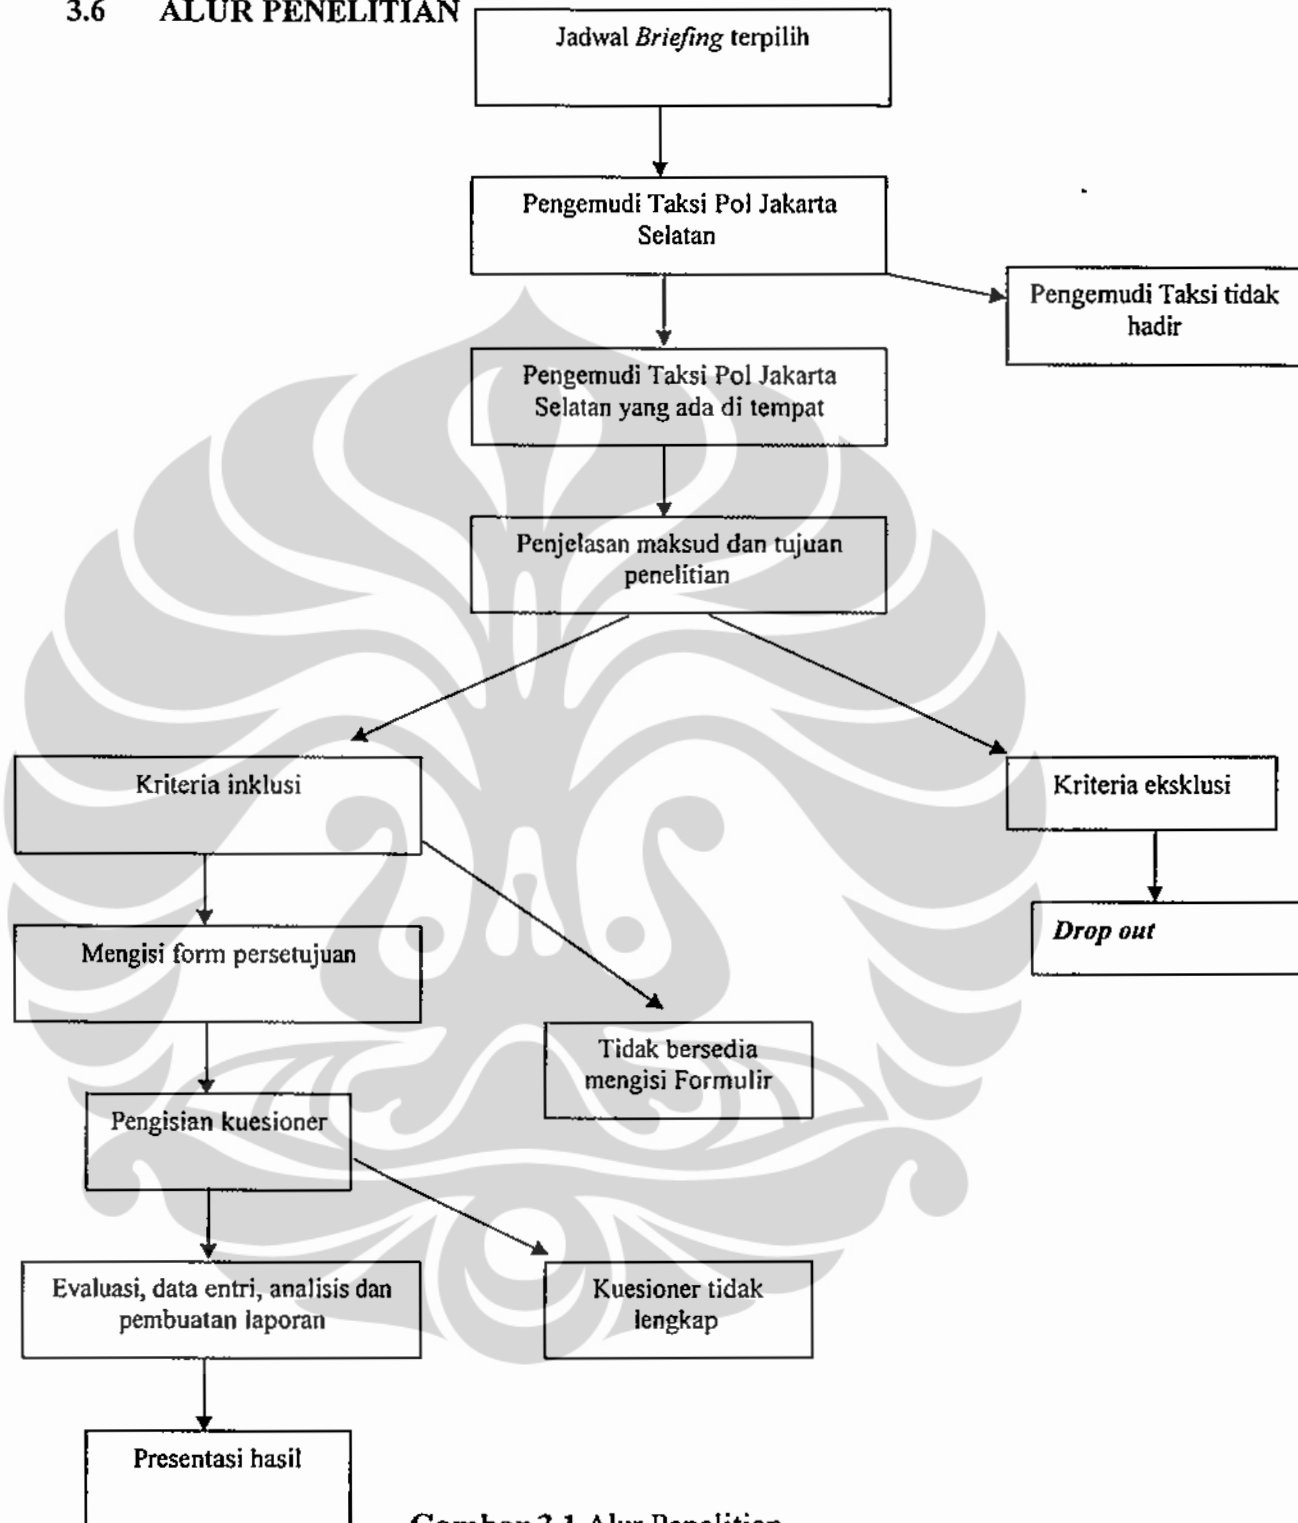 3.6 ALUR PENELITIAN
Jadwal Briefing terpilih
Pengemudi Taksi Pol Jakarta
Selatan
Pengemudi Taksi tidak
hadir
Pengemudi Taksi Pol Jakarta
Selatan yang ada di tempat
Penjelasan maksud dan tujuan
penelitian
Kriteria inklusi
Kriteria eksklusi
Mengisi form persetujuan
Drop out
Tidak bersedia
mengisi Formulir
Pengisian kuesioner
Evaluasi, data entri, analisis dan
pembuatan laporan
Kuesioner tidak
lengkap
Presentasi hasil
Gambar 3.1 Alur Penelitian